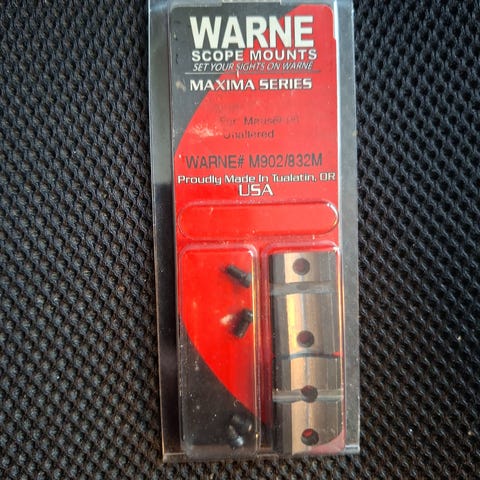 WARNE
SCOPE MOUNTS
SET YOUR SIGHTS ON WARNE
MAXIMA SERIES
For: Mauser
Unaltered
WARNE# M902/832M
Proudly Made In Tualatin, OR
USA